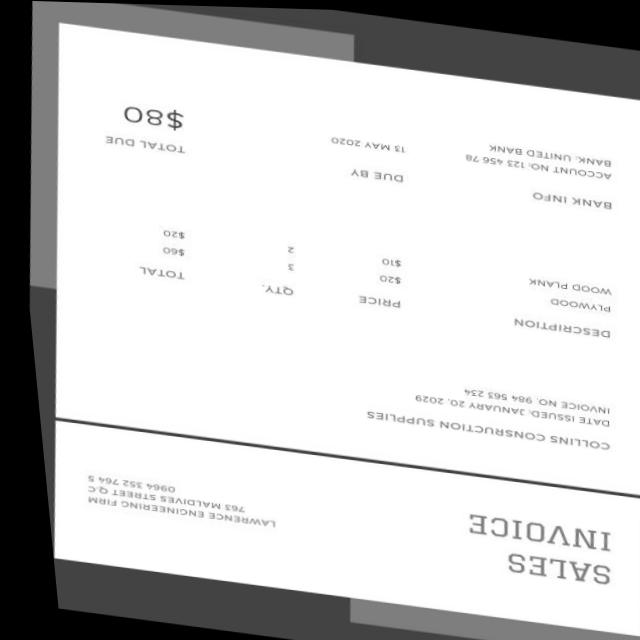 SALES
INVOICE
LAWRENCE ENGINEERING FIRM
763 MALDIVES STREET Q.C
0964 352 764 5
COLLINS CONSTRUCTION SUPPLIES
DATE ISSUED, JANUARY 20, 2029
INVOICE NO. 984 563 234
DESCRIPTION PRICE QTY. TOTAL
PLYWOOD $20 3 $60
WOOD PLANK $10 2 $20
BANK INFO DUE BY TOTAL DUE
ACCOUNT NO: 123 456 78 13 MAY 2020 $80
BANK: UNITED BANK